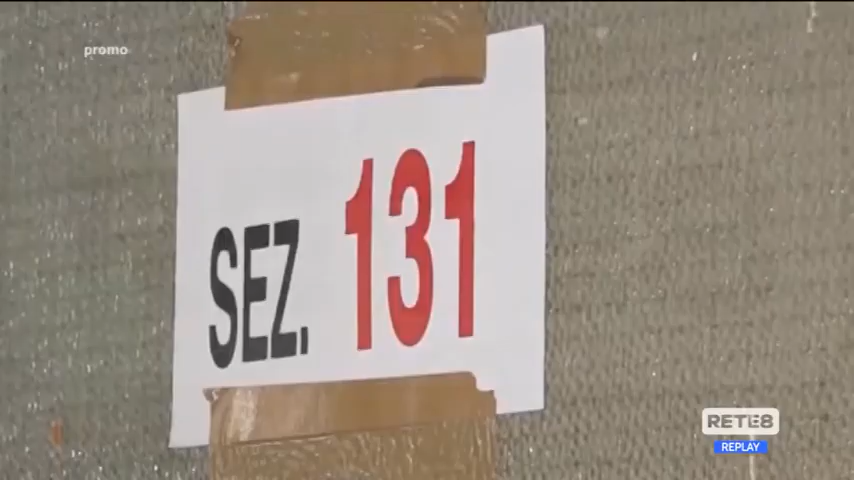 promo
SEZ. 131
RETE8
REPLAY